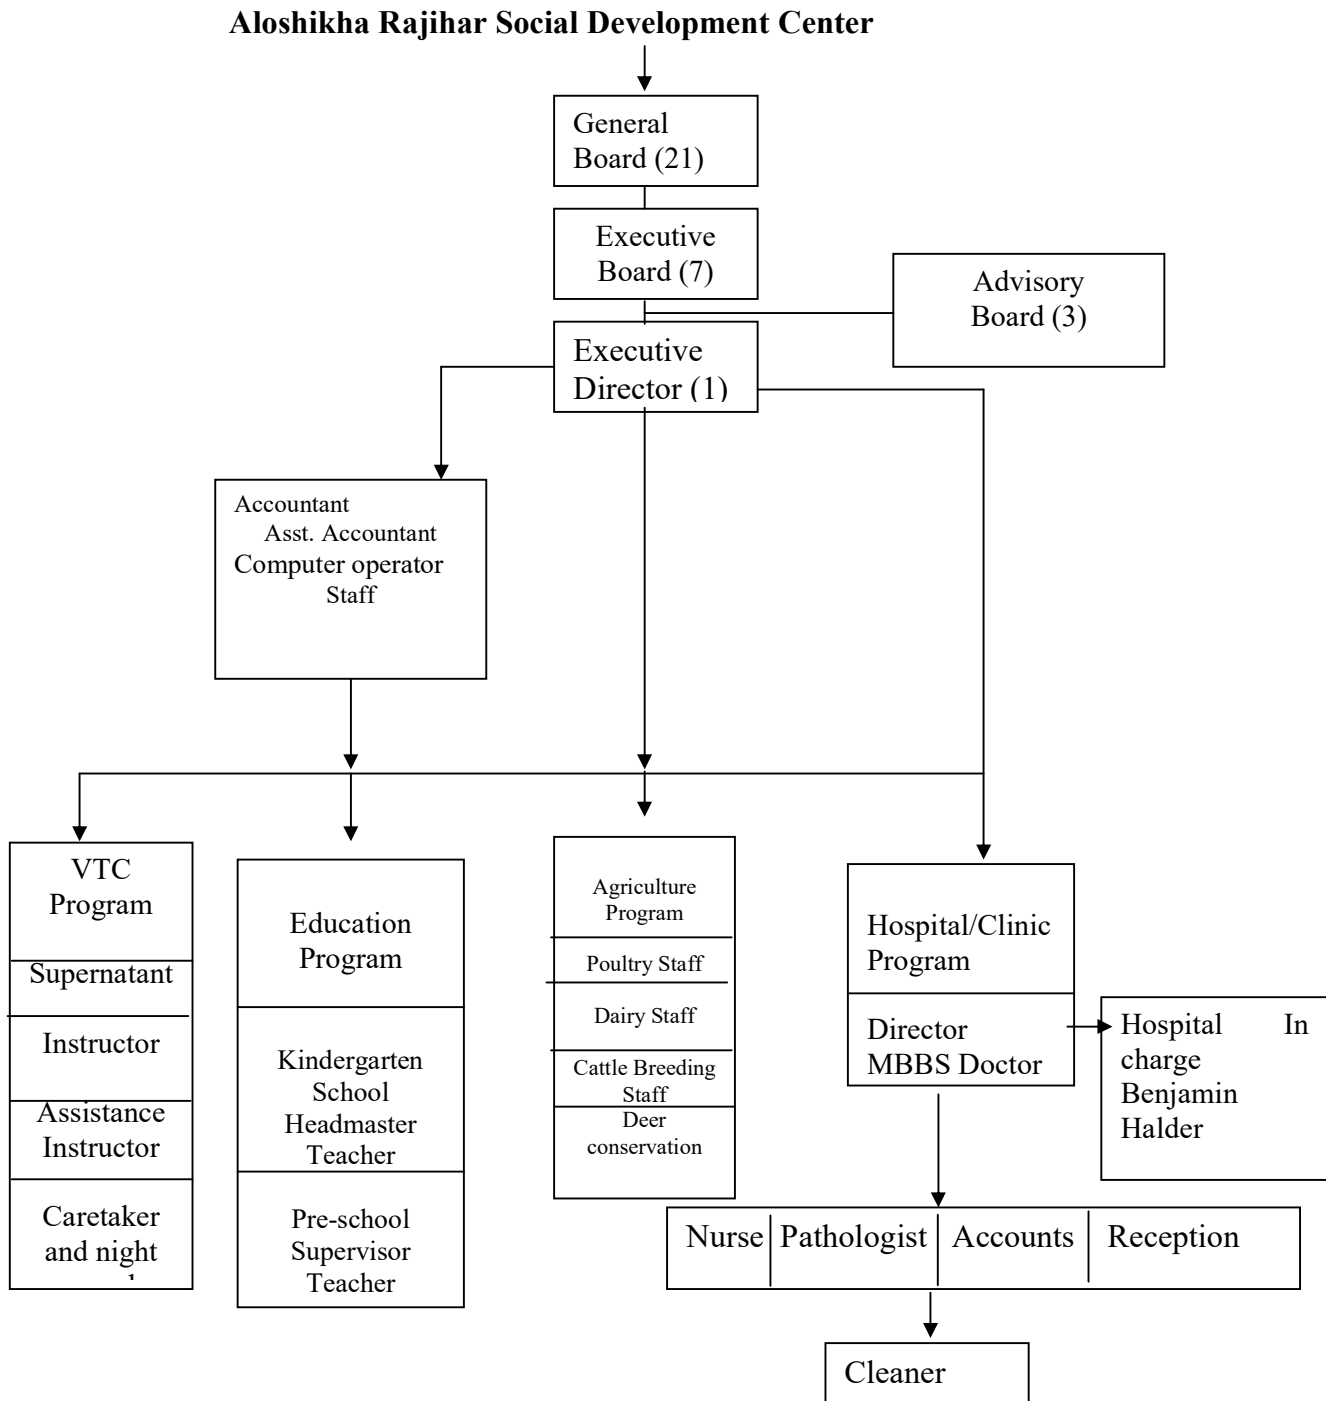 Aloshikha Rajihar Social Development Center
General
Board (21)
Executive
Board (7)
Advisory
Board (3)
Executive
Director (1)
Accountant
Asst. Accountant
Computer operator
Staff
VTC
Program
Supernatant
Instructor
Assistance
Instructor
Caretaker
and night
Education
Program
Kindergarten
School
Headmaster
Teacher
Pre-school
Supervisor
Teacher
Agriculture
Program
Poultry Staff
Dairy Staff
Cattle Breeding
Staff
Deer
conservation
Hospital/Clinic
Program
Director
MBBS Doctor
Hospital In
charge
Benjamin
Halder
Nurse Pathologist Accounts Reception
Cleaner